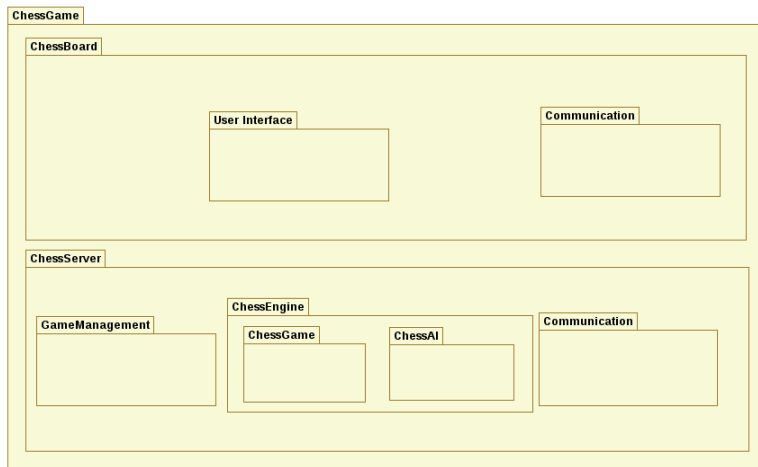 ChessGame
ChessBoard
User Interface
Communication
ChessServer
GameManagement
ChessEngine
ChessGame
ChessAI
Communication